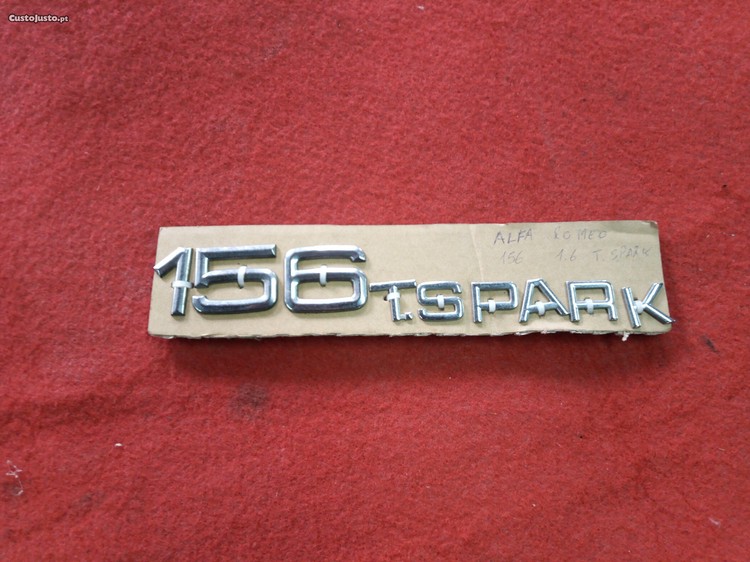 CustoJusto.pt
ALFA ROMEO
156 1.6 T. SPARK
156 T.SPARK